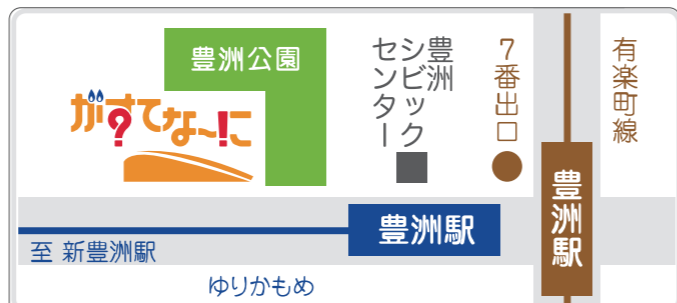 豊洲公園
がすてな〜に
豊洲
シビック
センター
7番出口
有楽町線
豊洲駅
豊洲駅
至 新豊洲駅
ゆりかもめ